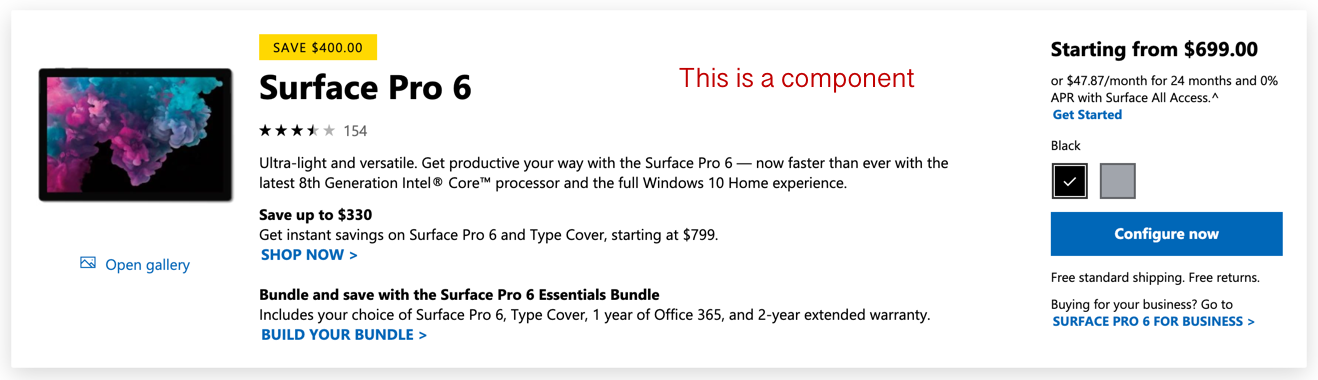 SAVE $400.00
Surface Pro 6
This is a component
154
Ultra-light and versatile. Get productive your way with the Surface Pro 6 — now faster than ever with the
latest 8th Generation Intel® Core™ processor and the full Windows 10 Home experience.
Save up to $330
Get instant savings on Surface Pro 6 and Type Cover, starting at $799.
SHOP NOW >
Bundle and save with the Surface Pro 6 Essentials Bundle
Includes your choice of Surface Pro 6, Type Cover, 1 year of Office 365, and 2-year extended warranty.
BUILD YOUR BUNDLE >
Open gallery
Starting from $699.00
or $47.87/month for 24 months and 0%
APR with Surface All Access.^
Get Started
Black
Configure now
Free standard shipping. Free returns.
Buying for your business? Go to
SURFACE PRO 6 FOR BUSINESS >